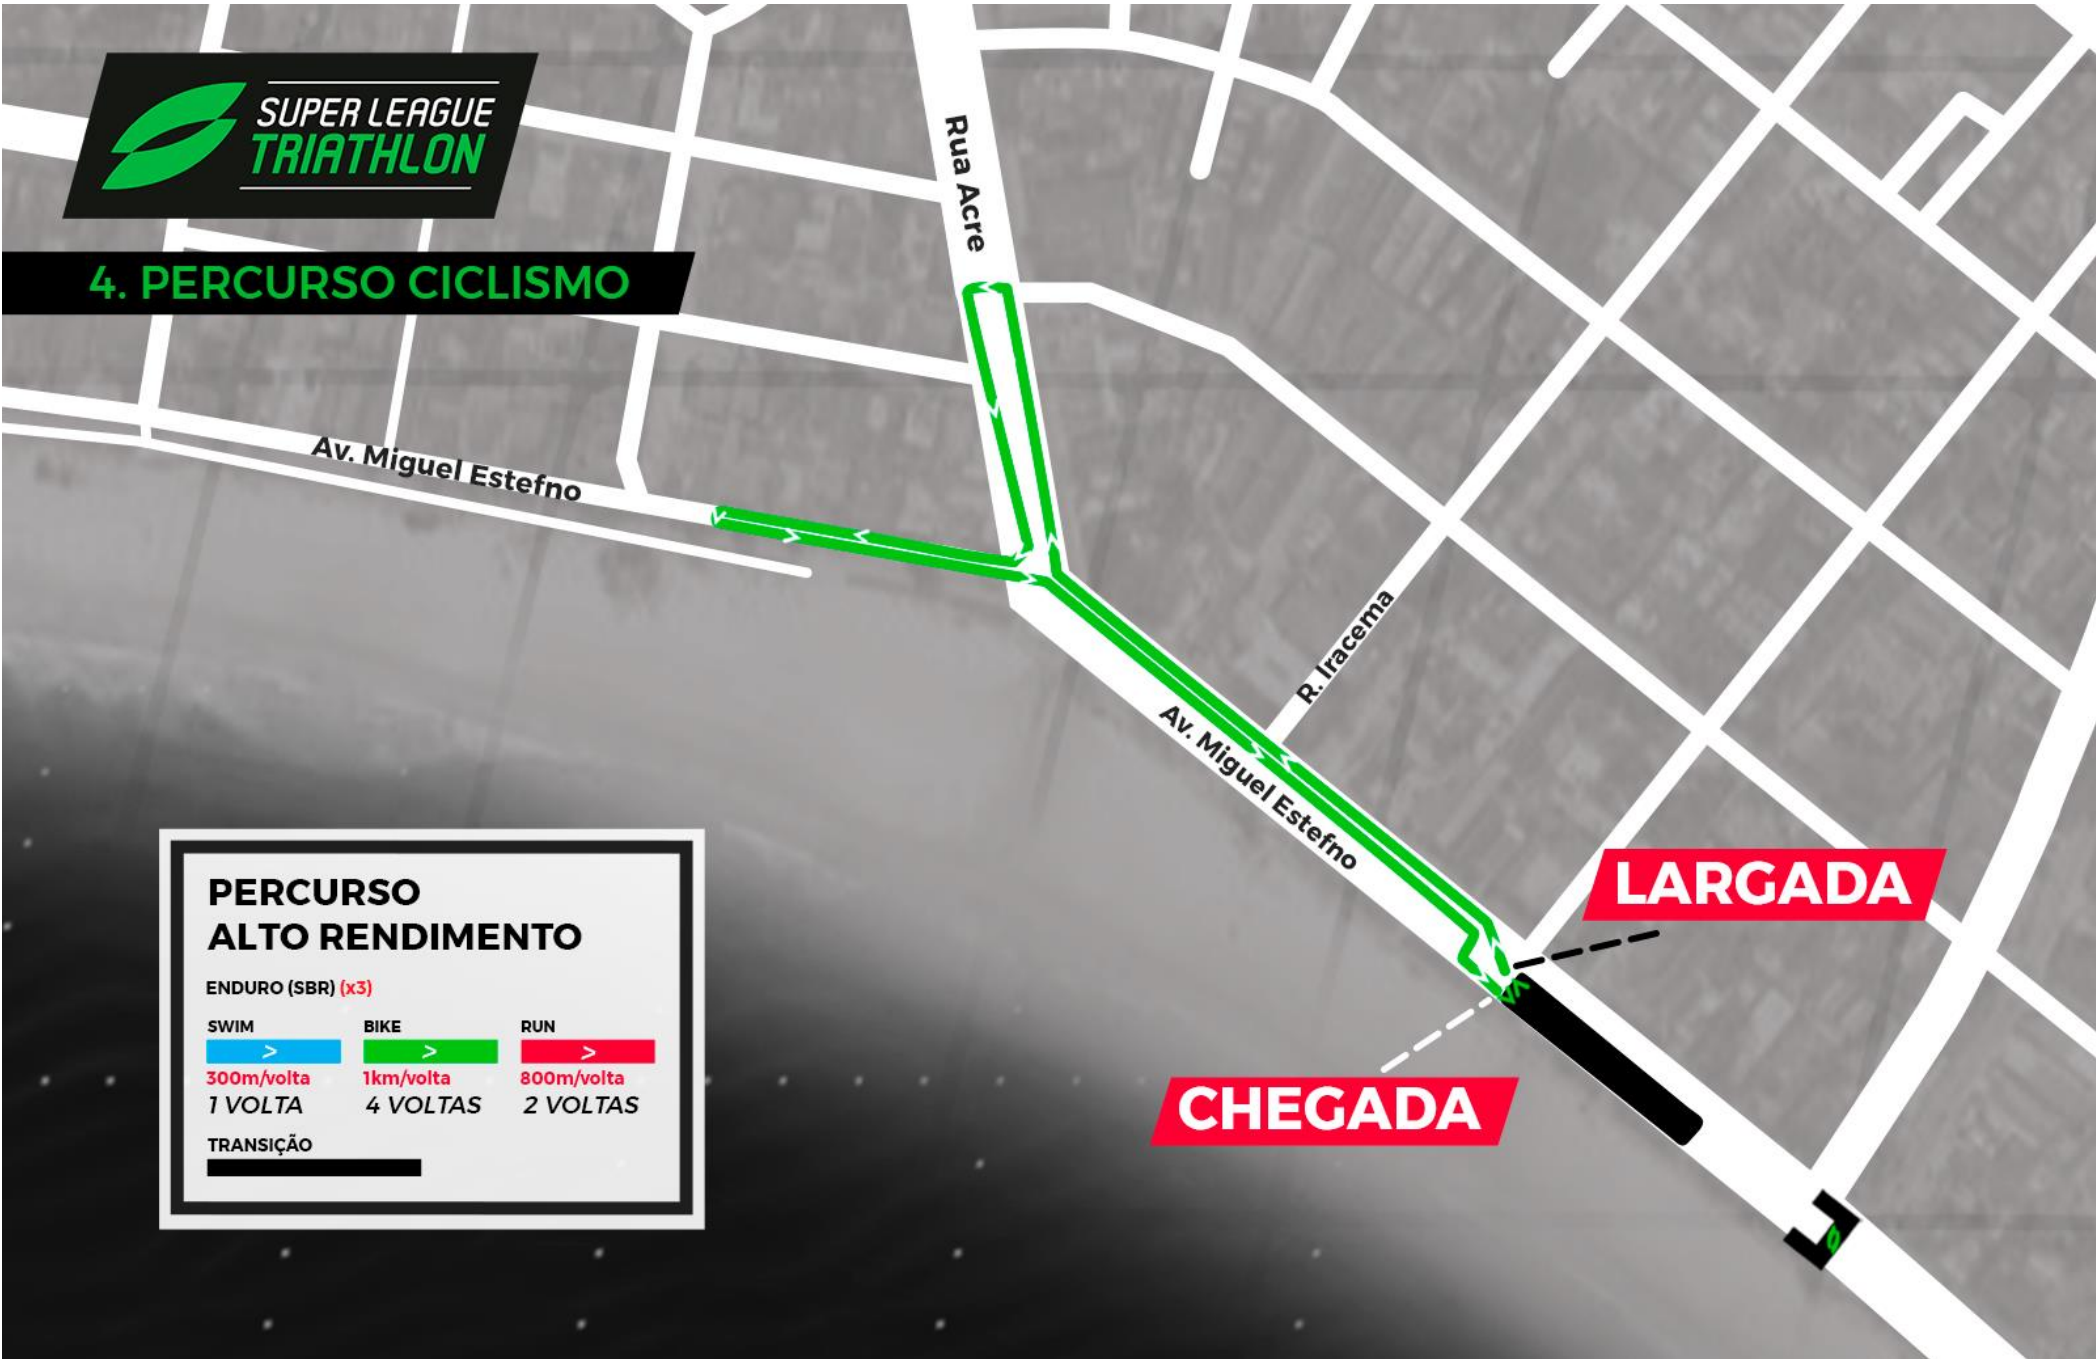 SUPER LEAGUE
TRIATHLON
4. PERCURSO CICLISMO
Rua Acre
Av. Miguel Estefno
R. Iracema
Av. Miguel Estefno
LARGADA
CHEGADA
PERCURSO
ALTO RENDIMENTO
ENDURO (SBR) (x3)
SWIM BIKE RUN
> > >
300m/volta 1km/volta 800m/volta
1 VOLTA 4 VOLTAS 2 VOLTAS
TRANSIÇÃO